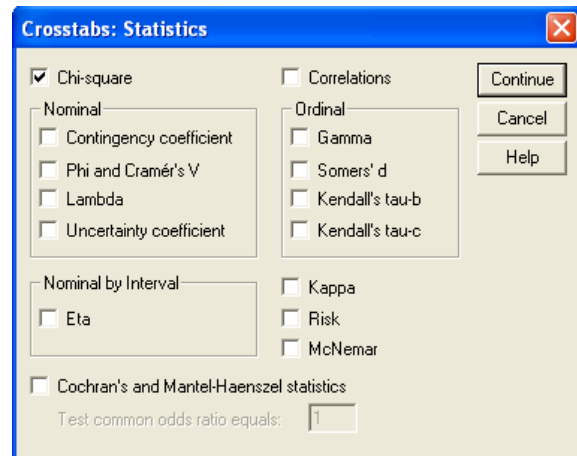 Crosstabs: Statistics
Chi-square
Correlations
Continue
Cancel
Help
Nominal
Contingency coefficient
Phi and Cramér's V
Lambda
Uncertainty coefficient
Ordinal
Gamma
Somers' d
Kendall's tau-b
Kendall's tau-c
Nominal by Interval
Eta
Kappa
Risk
McNemar
Cochran's and Mantel-Haenszel statistics
Test common odds ratio equals: 1